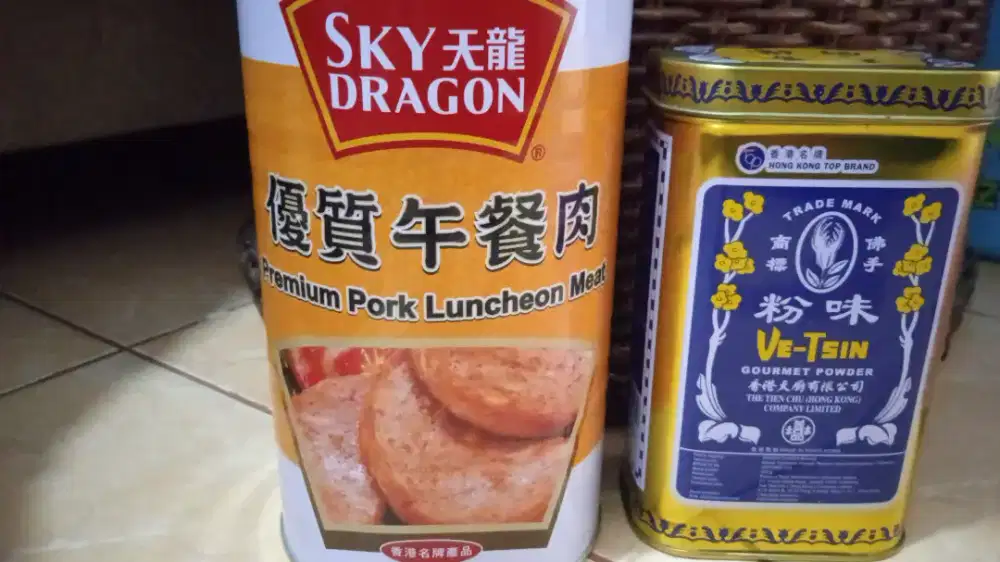 SKY 天龍
DRAGON
®
優質午餐肉
Premium Pork Luncheon Meat
香港名牌產品
香港名牌
HONG KONG TOP BRAND
TRADE MARK
商標
佛手
粉味
VE-TSIN
GOURMET POWDER
香港天廚有限公司
THE TIEN CHU (HONG KONG)
COMPANY LIMITED